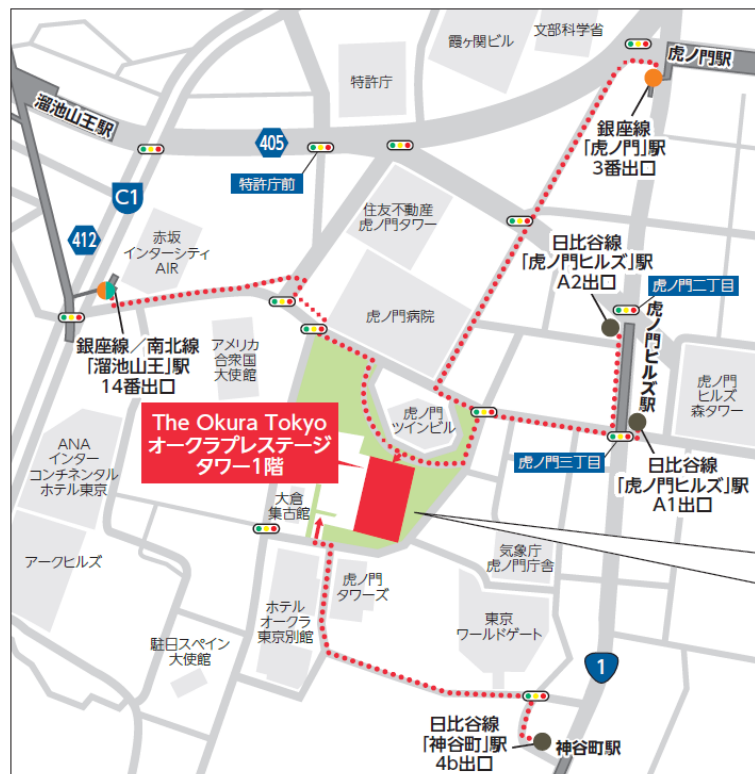 文部科学省
霞ヶ関ビル
虎ノ門駅
特許庁
溜池山王駅
銀座線
「虎ノ門」駅
3番出口
405
特許庁前
C1
住友不動産
虎ノ門タワー
412
赤坂
インターシティ
AIR
日比谷線
「虎ノ門ヒルズ」駅
A2出口
虎ノ門二丁目
虎ノ門病院
虎ノ門ヒルズ駅
銀座線/南北線
「溜池山王」駅
14番出口
アメリカ
合衆国
大使館
虎ノ門
ヒルズ
森タワー
The Okura Tokyo
オークラプレステージ
タワー1階
虎ノ門
ツインビル
ANA
インター
コンチネンタル
ホテル東京
虎ノ門三丁目
日比谷線
「虎ノ門ヒルズ」駅
A1出口
大倉
集古館
アークヒルズ
気象庁
虎ノ門庁舎
虎ノ門
タワーズ
ホテル
オークラ
東京別館
東京
ワールドゲート
駐日スペイン
大使館
1
日比谷線
「神谷町」駅
4b出口
神谷町駅